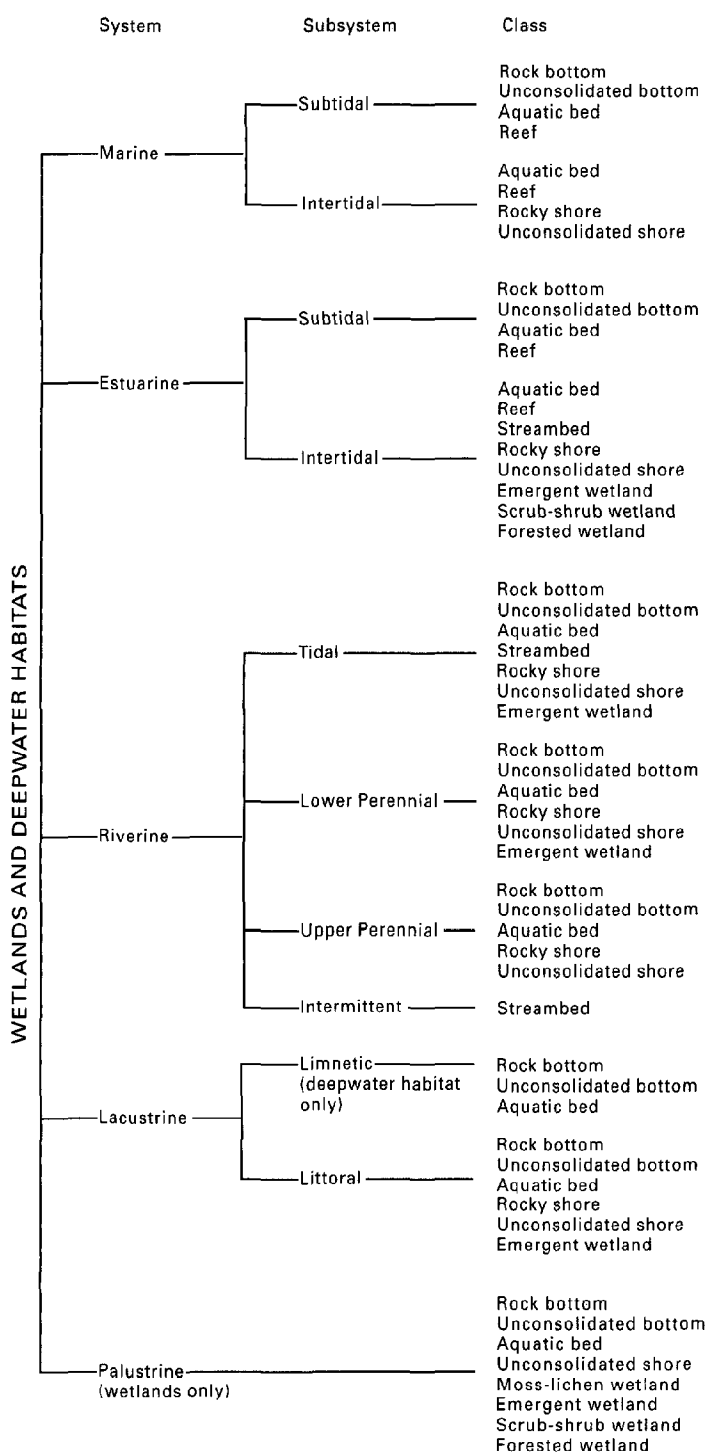 System Subsystem Class
WETLANDS AND DEEPWATER HABITATS
Marine
Subtidal
Rock bottom
Unconsolidated bottom
Aquatic bed
Reef
Intertidal
Aquatic bed
Reef
Rocky shore
Unconsolidated shore
Estuarine
Subtidal
Rock bottom
Unconsolidated bottom
Aquatic bed
Reef
Intertidal
Aquatic bed
Reef
Streambed
Rocky shore
Unconsolidated shore
Emergent wetland
Scrub-shrub wetland
Forested wetland
Riverine
Tidal
Rock bottom
Unconsolidated bottom
Aquatic bed
Streambed
Rocky shore
Unconsolidated shore
Emergent wetland
Lower Perennial
Rock bottom
Unconsolidated bottom
Aquatic bed
Rocky shore
Unconsolidated shore
Emergent wetland
Upper Perennial
Rock bottom
Unconsolidated bottom
Aquatic bed
Rocky shore
Unconsolidated shore
Intermittent
Streambed
Lacustrine
Limnetic
(deepwater habitat
only)
Rock bottom
Unconsolidated bottom
Aquatic bed
Littoral
Rock bottom
Unconsolidated bottom
Aquatic bed
Rocky shore
Unconsolidated shore
Emergent wetland
Palustrine
(wetlands only)
Rock bottom
Unconsolidated bottom
Aquatic bed
Unconsolidated shore
Moss-lichen wetland
Emergent wetland
Scrub-shrub wetland
Forested wetland